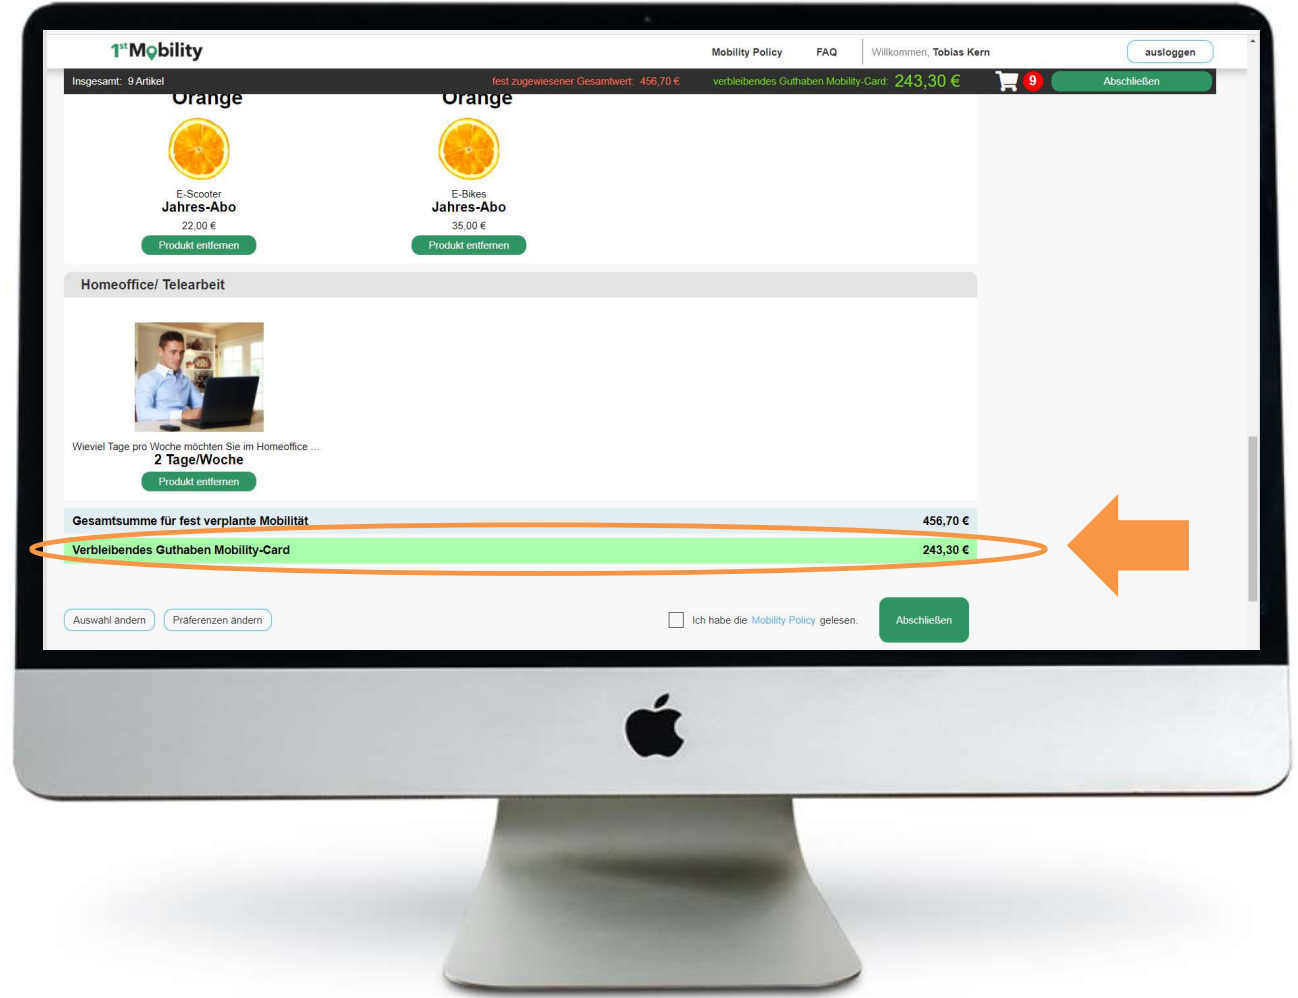 1st Mobility
Mobility Policy FAQ Willkommen, Tobias Kern ausloggen
Insgesamt: 9 Artikel fest zugewiesener Gesamtwert: 456,70 € verbleibendes Guthaben Mobility-Card: 243,30 € 9 Abschließen
Orange Orange
E-Scooter E-Bikes
Jahres-Abo Jahres-Abo
22,00 € 35,00 €
Produkt entfernen Produkt entfernen
Homeoffice/ Telearbeit
Wieviel Tage pro Woche möchten Sie im Homeoffice ...
2 Tage/Woche
Produkt entfernen
Gesamtsumme für fest verplante Mobilität 456,70 €
Verbleibendes Guthaben Mobility-Card 243,30 €
Auswahl ändern Präferenzen ändern Ich habe die Mobility Policy gelesen. Abschließen